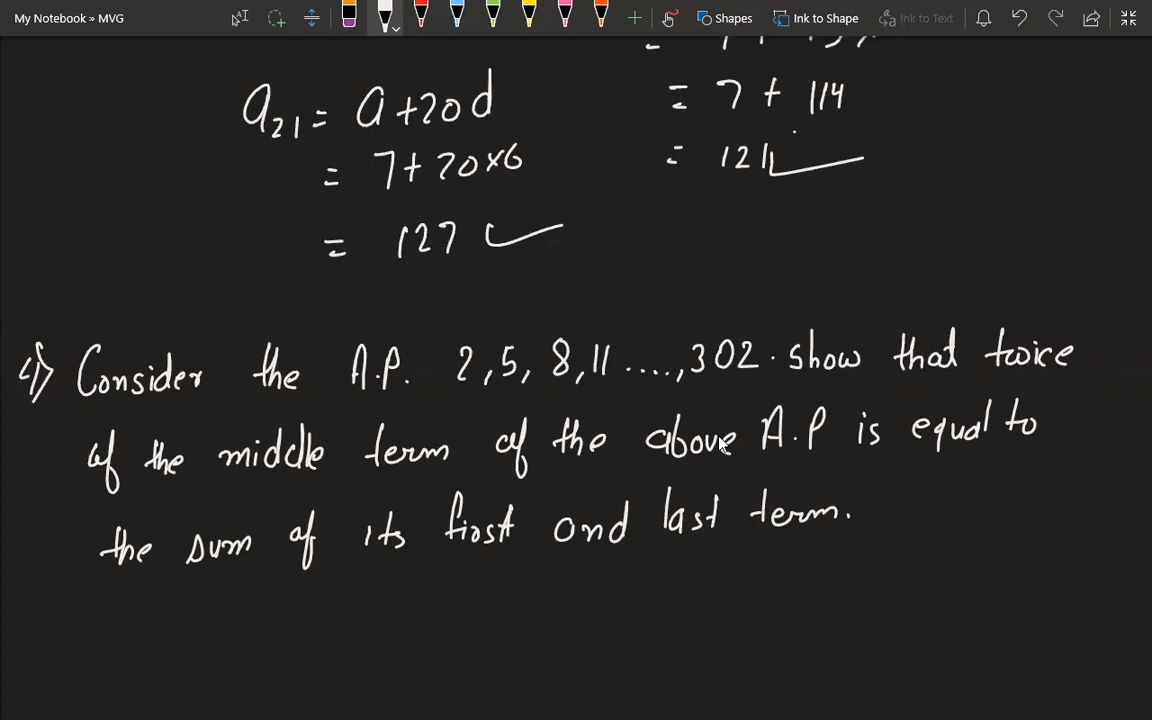 My Notebook » MVG
Shapes
Ink to Shape
Ink to Text
a21 = a+20d
= 7+20×6
= 127
= 7 + 114
= 121
4) Consider the A.P. 2, 5, 8, 11 ...., 302. show that twice
of the middle term of the above A.P is equal to
the sum of its first and last term.